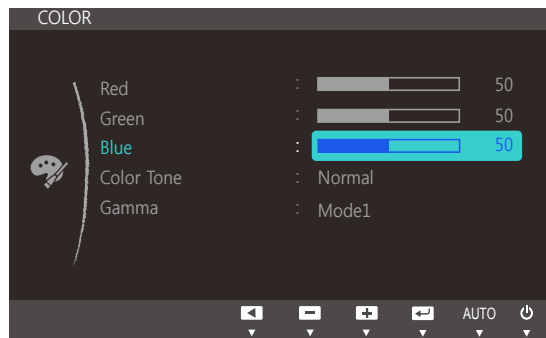 COLOR
Red : 50
Green : 50
Blue : 50
Color Tone : Normal
Gamma : Mode1
AUTO